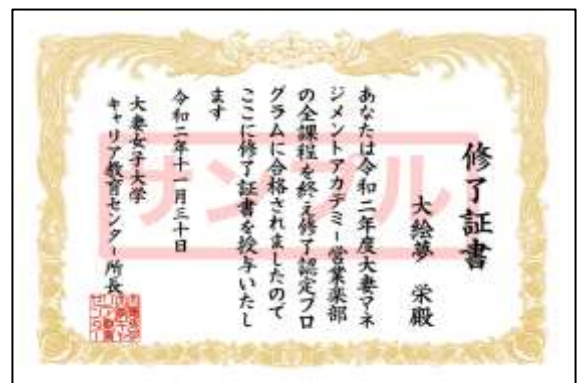 修了証書
大絵夢 栄殿
あなたは令和二年度大妻マネ
ジメントアカデミー営業楽部
の全課程を終え修了認定プロ
グラムに合格されましたので
ここに修了証書を授与いたし
ます
令和二年十一月三十日
大妻女子大学
キャリア教育センター所長
サンプル